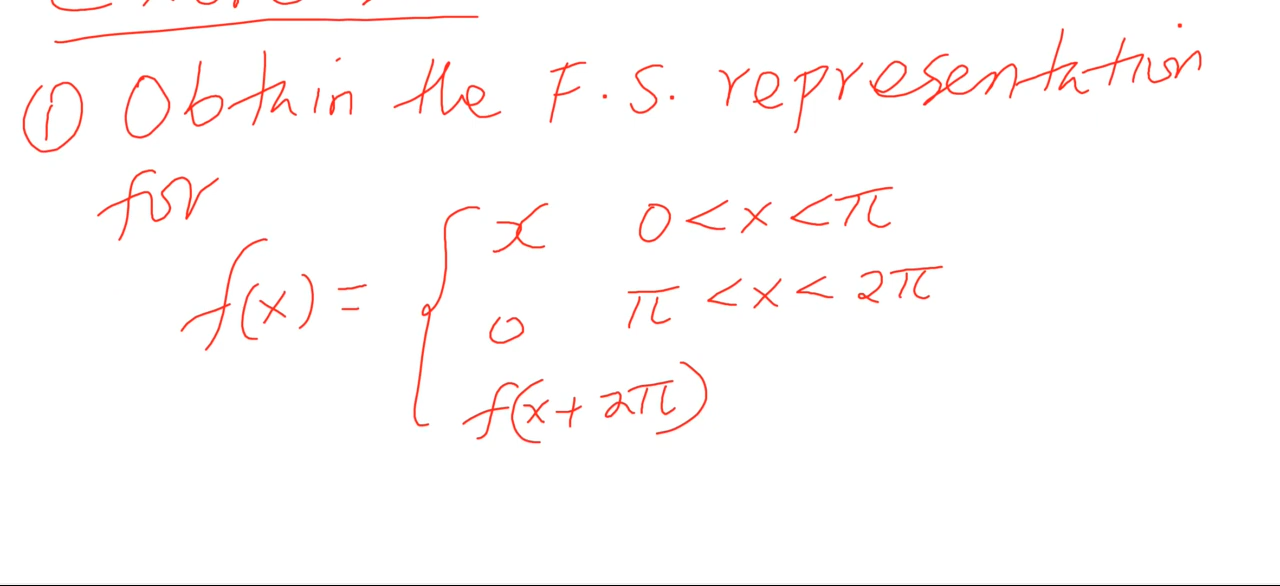 ① Obtain the F.S. representation
for
f(x) = { x 0<x<π
0 π<x<2π
f(x+2π)